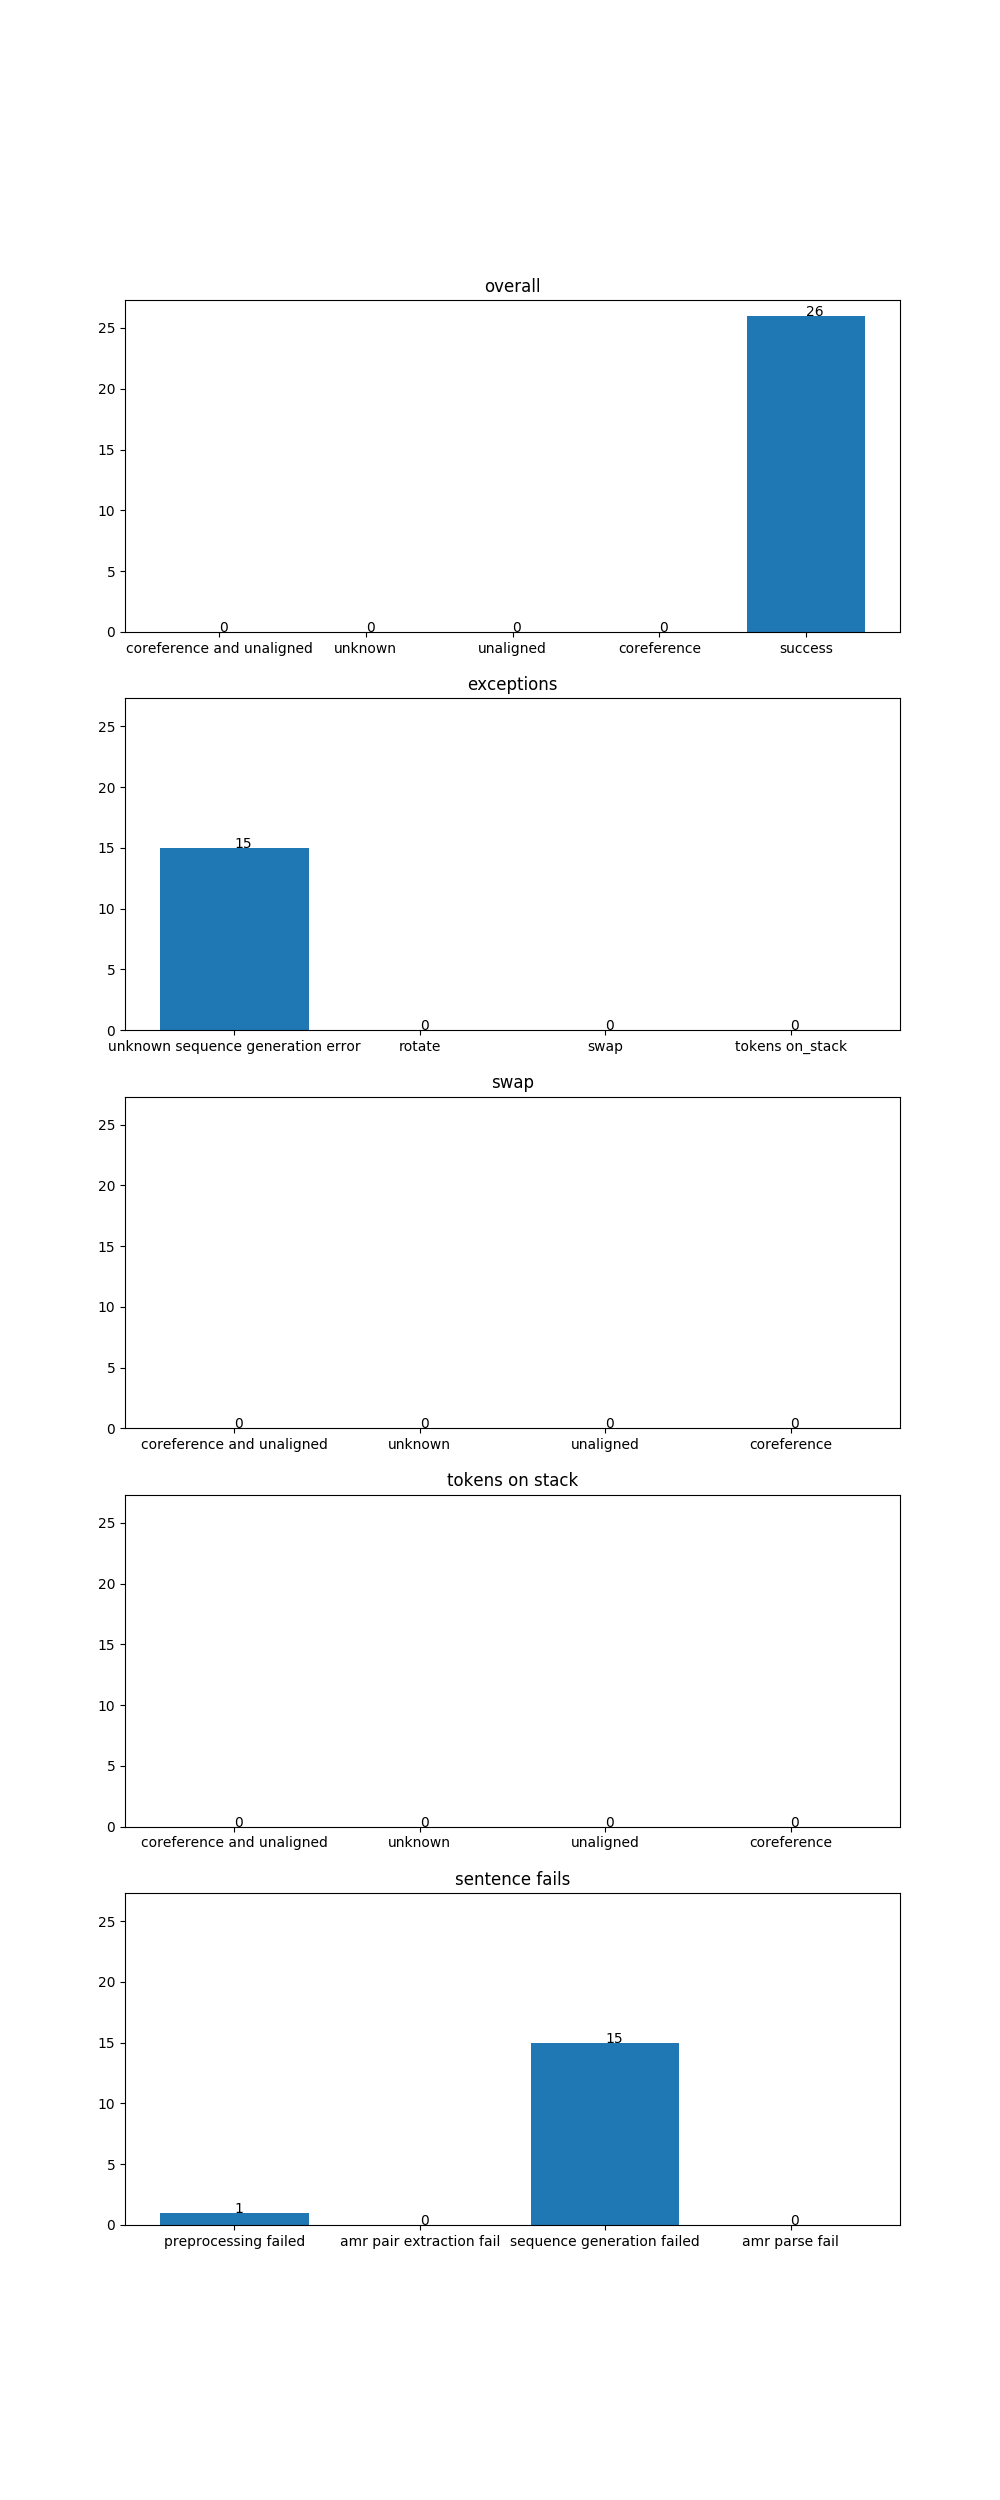 overall
25
20
15
10
5
0
26
0 0 0 0
coreference and unaligned unknown unaligned coreference success
exceptions
25
20
15
10
5
0
15
0 0 0
unknown sequence generation error rotate swap tokens on_stack
swap
25
20
15
10
5
0
0 0 0 0
coreference and unaligned unknown unaligned coreference
tokens on stack
25
20
15
10
5
0
0 0 0 0
coreference and unaligned unknown unaligned coreference
sentence fails
25
20
15
10
5
0
15
1 0 0
preprocessing failed amr pair extraction fail sequence generation failed amr parse fail